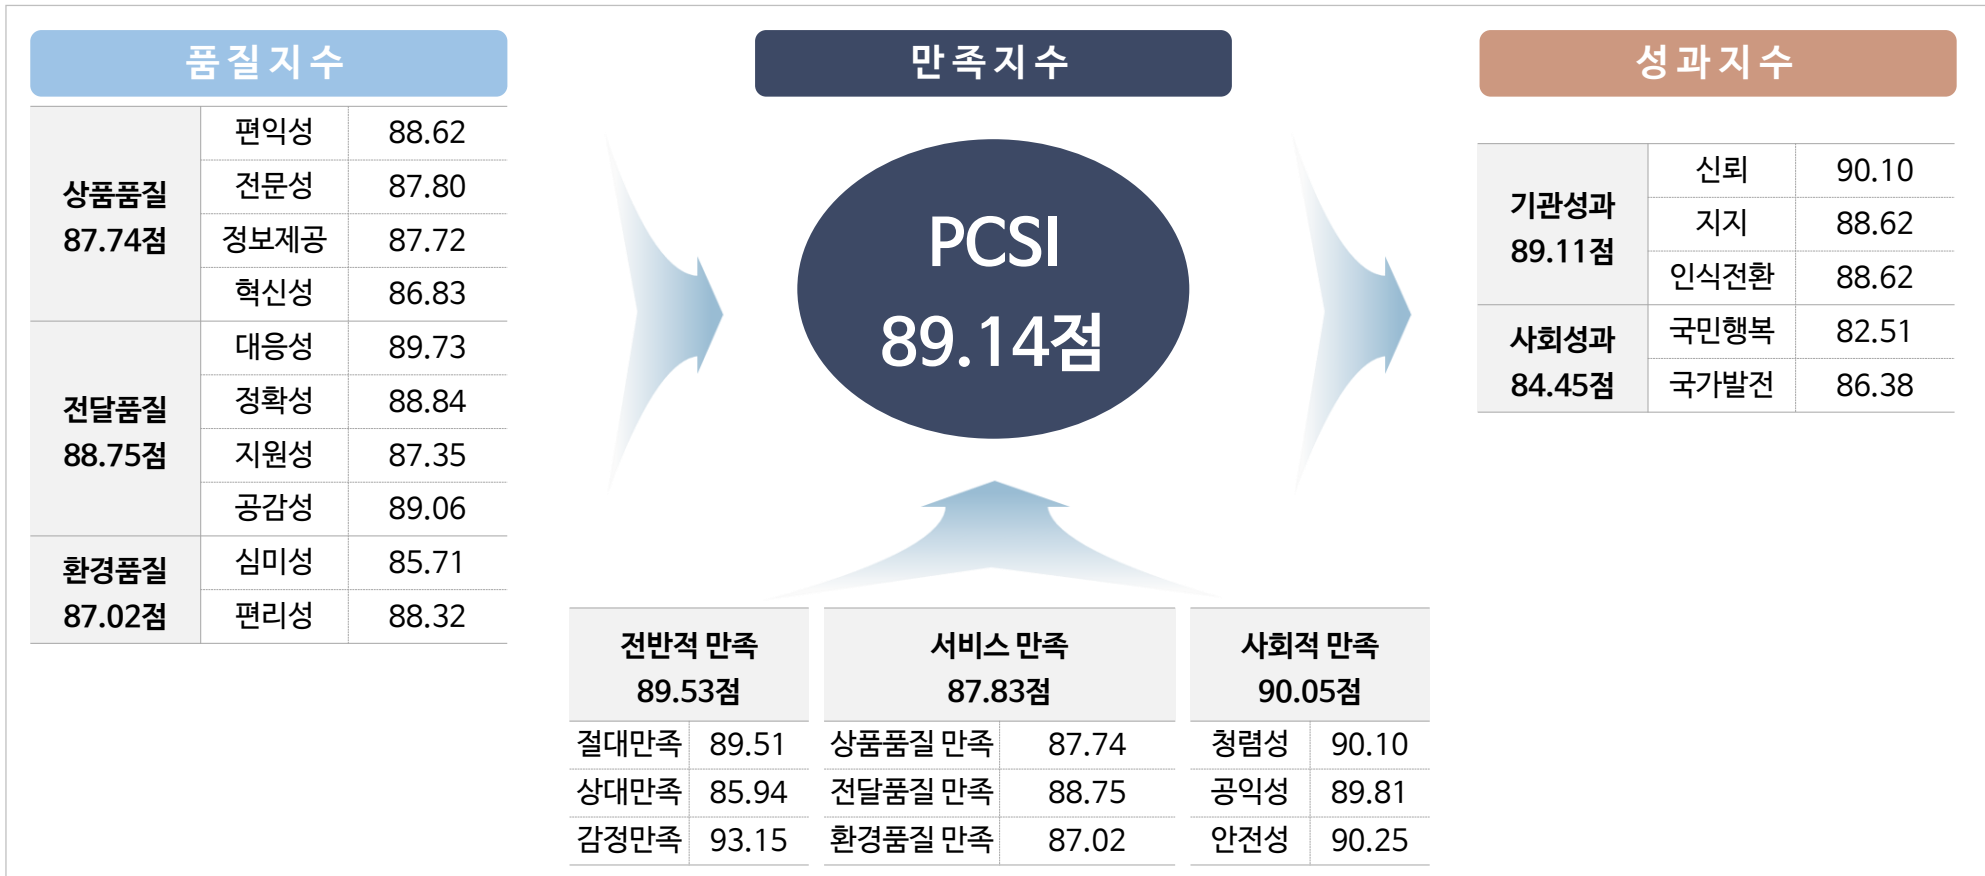 품질지수
상품품질
87.74점
편익성 88.62
전문성 87.80
정보제공 87.72
혁신성 86.83
전달품질
88.75점
대응성 89.73
정확성 88.84
지원성 87.35
공감성 89.06
환경품질
87.02점
심미성 85.71
편리성 88.32
만족지수
PCSI
89.14점
전반적 만족
89.53점
절대만족 89.51
상대만족 85.94
감정만족 93.15
서비스 만족
87.83점
상품품질 만족 87.74
전달품질 만족 88.75
환경품질 만족 87.02
사회적 만족
90.05점
청렴성 90.10
공익성 89.81
안전성 90.25
성과지수
기관성과
89.11점
신뢰 90.10
지지 88.62
인식전환 88.62
사회성과
84.45점
국민행복 82.51
국가발전 86.38